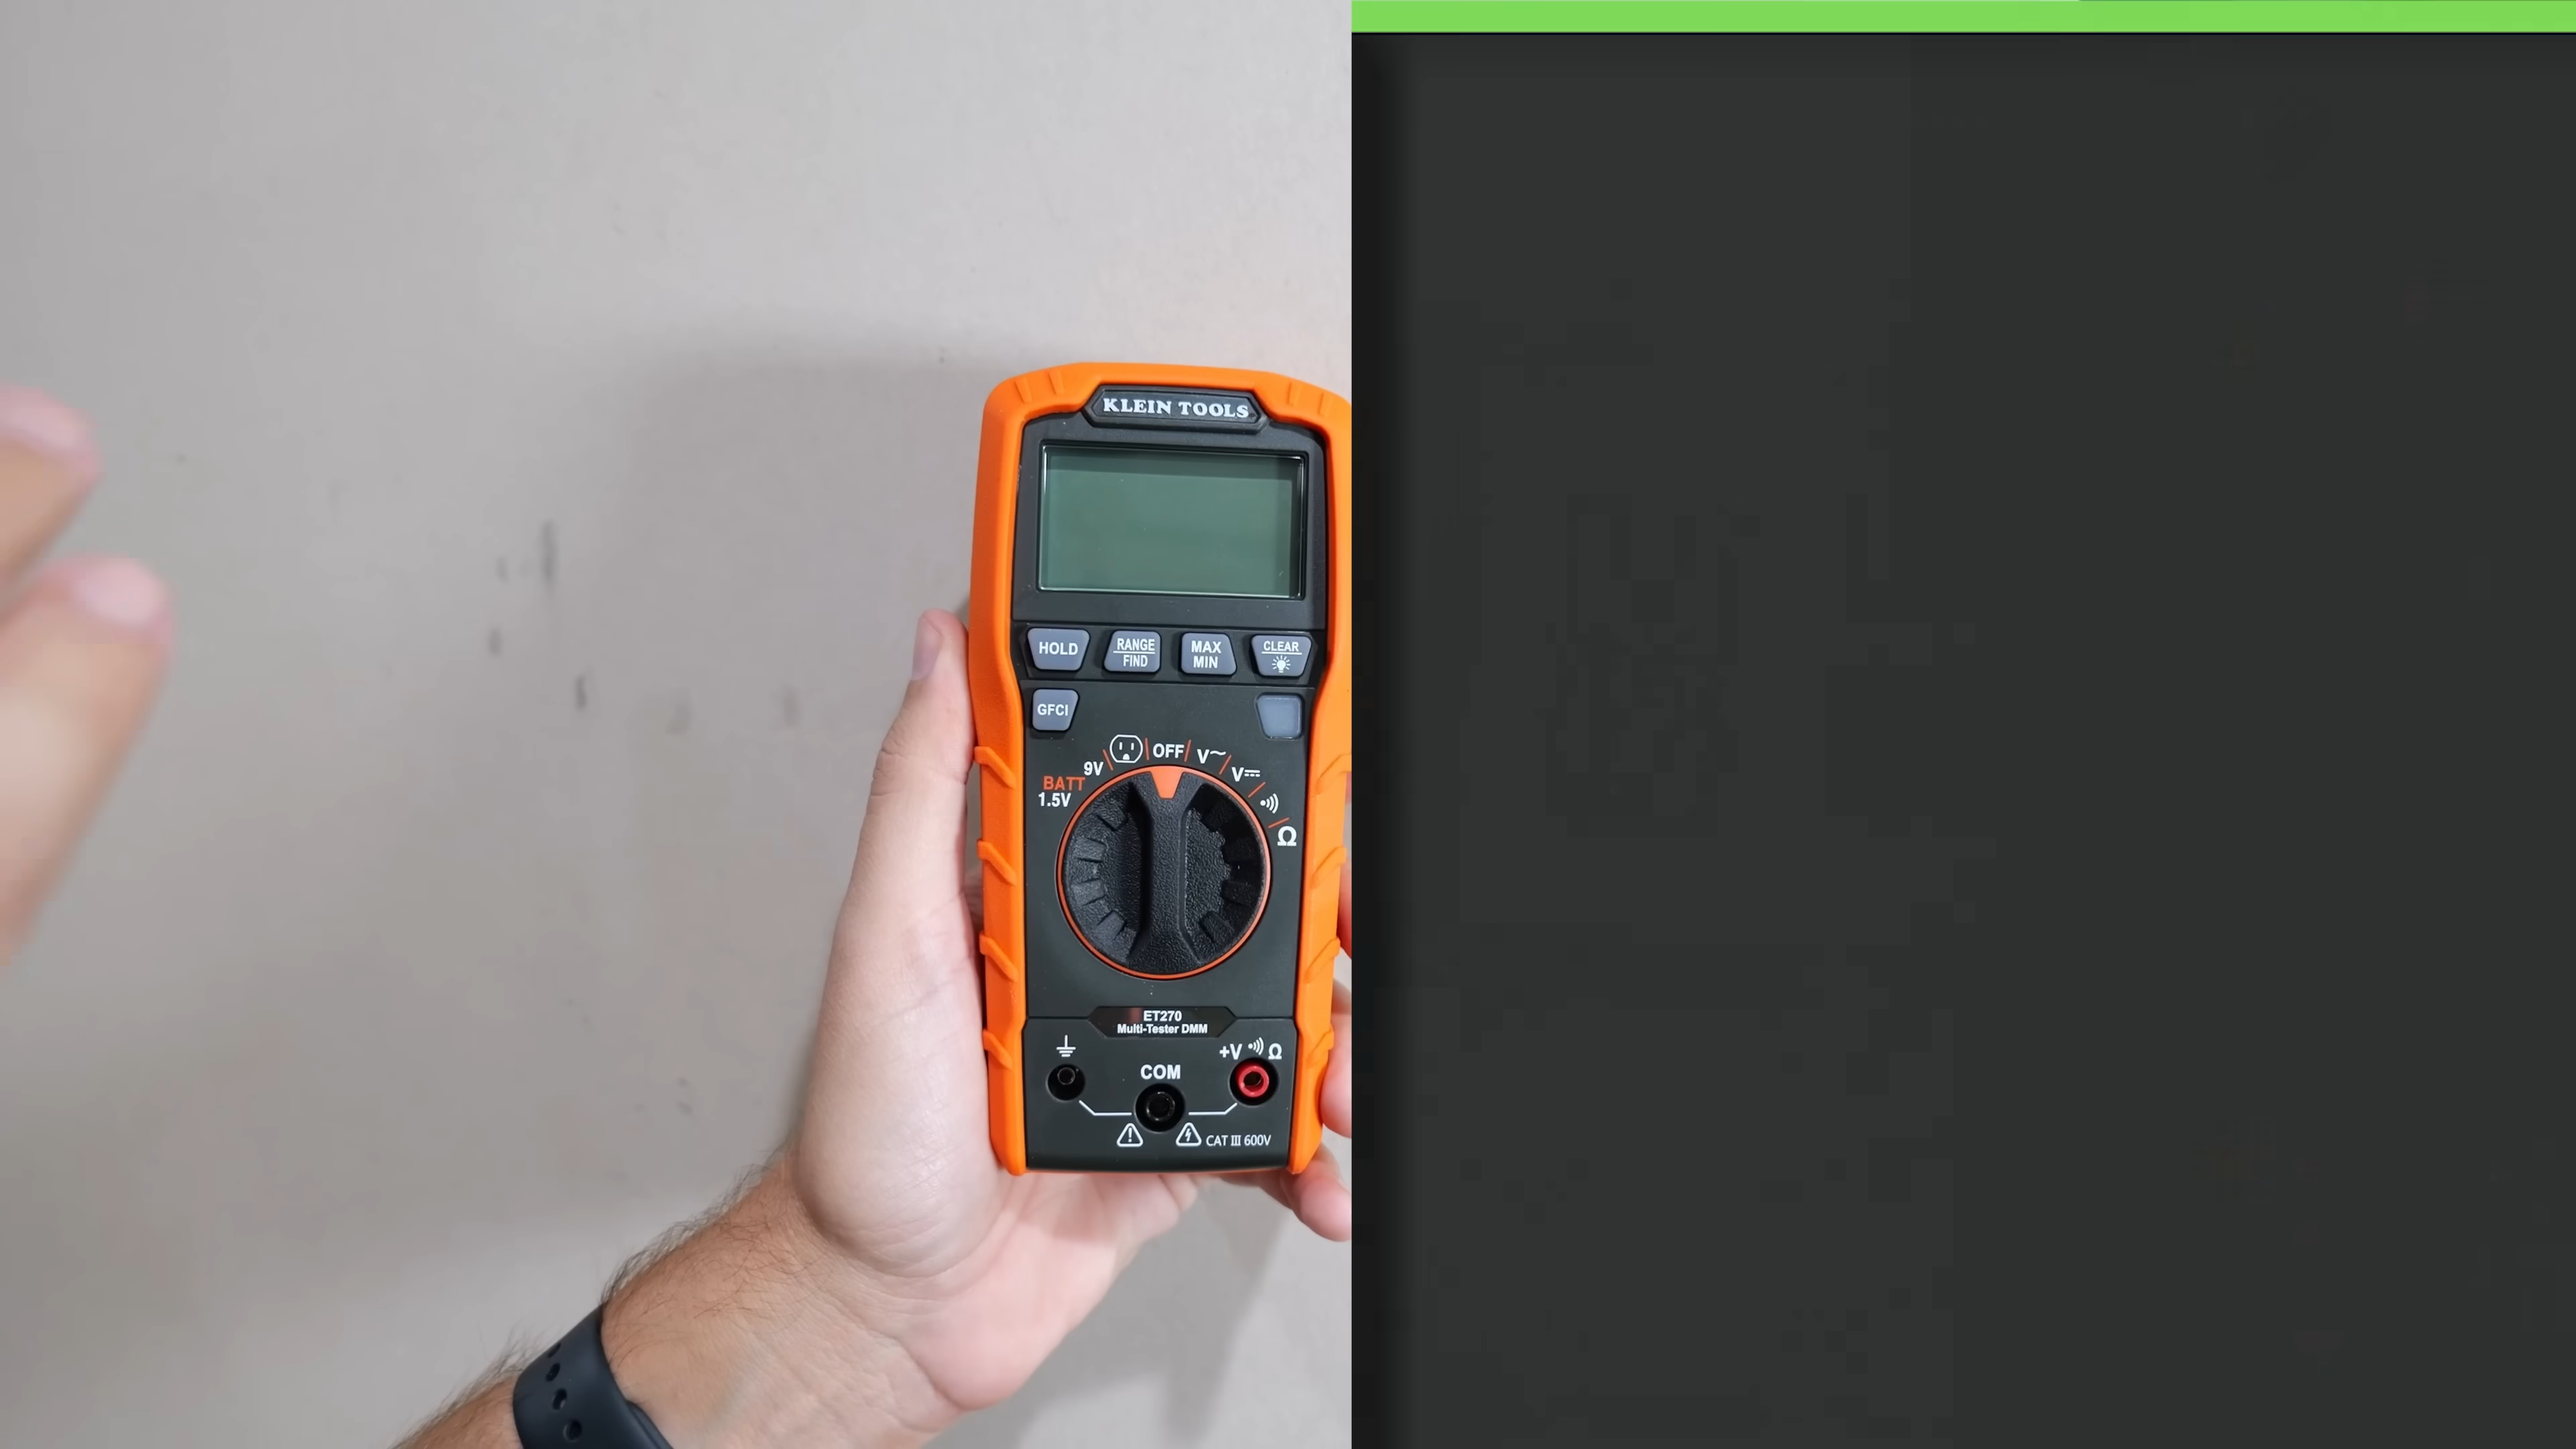 KLEIN TOOLS
HOLD
RANGE
FIND
MAX
MIN
CLEAR
GFCI
OFF
V~
V⎓
9V
BATT
1.5V
Ω
ET270
Multi-Tester DMM
+V Ω
COM
CAT III 600V